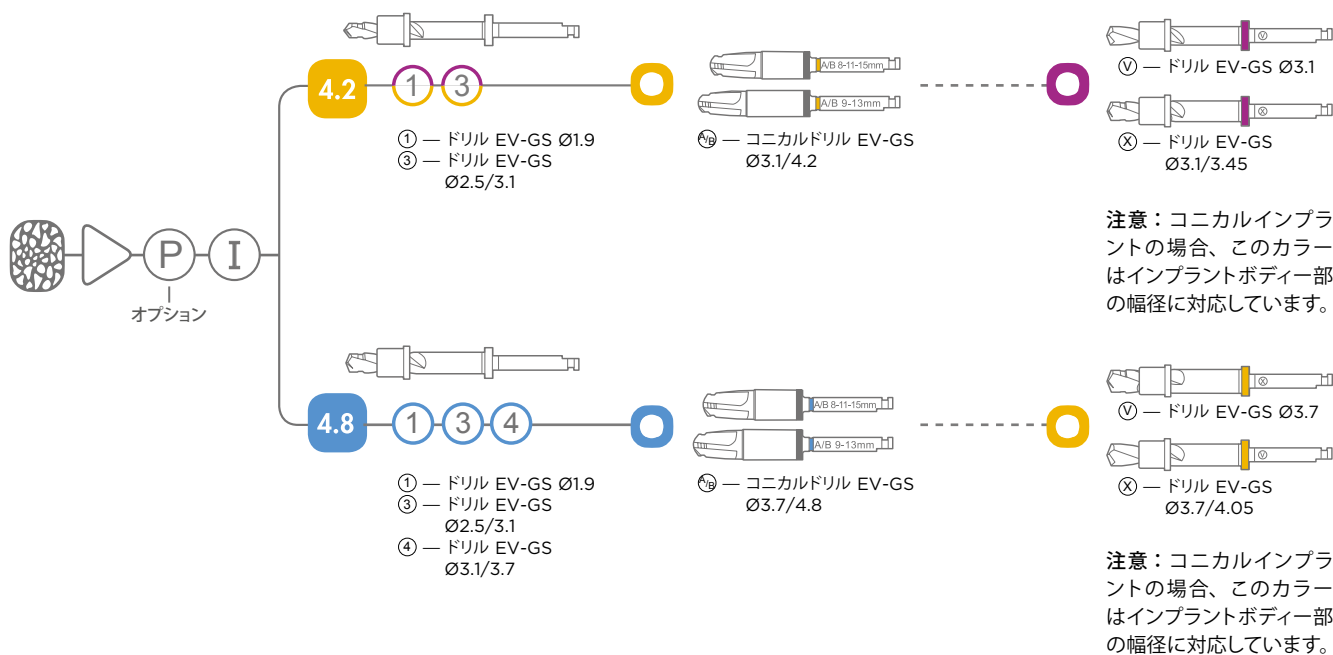 4.2
1
3
① — ドリル EV-GS Ø1.9
③ — ドリル EV-GS
Ø2.5/3.1
A/B 8-11-15mm
A/B 9-13mm
A/B — コニカルドリル EV-GS
Ø3.1/4.2
V
Ⓥ — ドリル EV-GS Ø3.1
X
Ⓧ — ドリル EV-GS
Ø3.1/3.45
注意：コニカルインプラ
ントの場合、このカラー
はインプラントボディー部
の幅径に対応しています。
P
I
オプション
4.8
1
3
4
① — ドリル EV-GS Ø1.9
③ — ドリル EV-GS
Ø2.5/3.1
④ — ドリル EV-GS
Ø3.1/3.7
A/B 8-11-15mm
A/B 9-13mm
A/B — コニカルドリル EV-GS
Ø3.7/4.8
X
Ⓥ — ドリル EV-GS Ø3.7
V
Ⓧ — ドリル EV-GS
Ø3.7/4.05
注意：コニカルインプラ
ントの場合、このカラー
はインプラントボディー部
の幅径に対応しています。